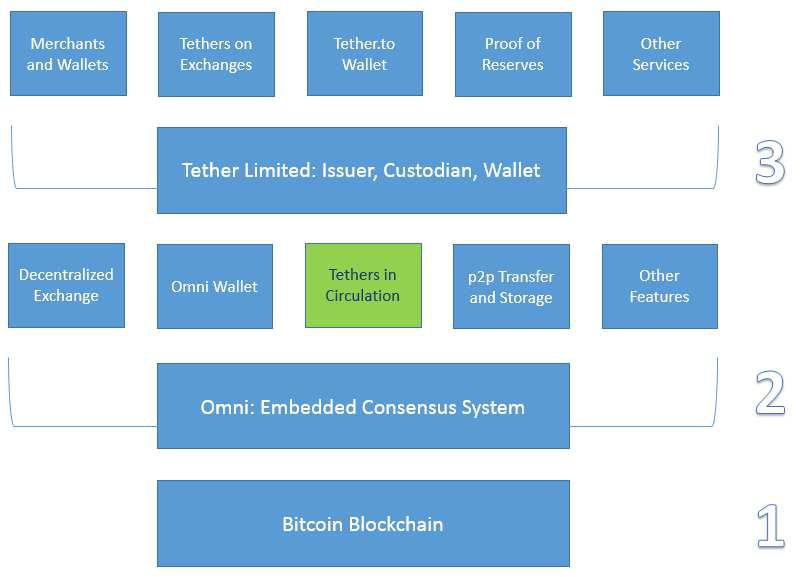 Merchants
and Wallets
Tethers on
Exchanges
Tether.to
Wallet
Proof of
Reserves
Other
Services
Tether Limited: Issuer, Custodian, Wallet
3
Decentralized
Exchange
Omni Wallet
Tethers in
Circulation
p2p Transfer
and Storage
Other
Features
Omni: Embedded Consensus System
2
Bitcoin Blockchain
1